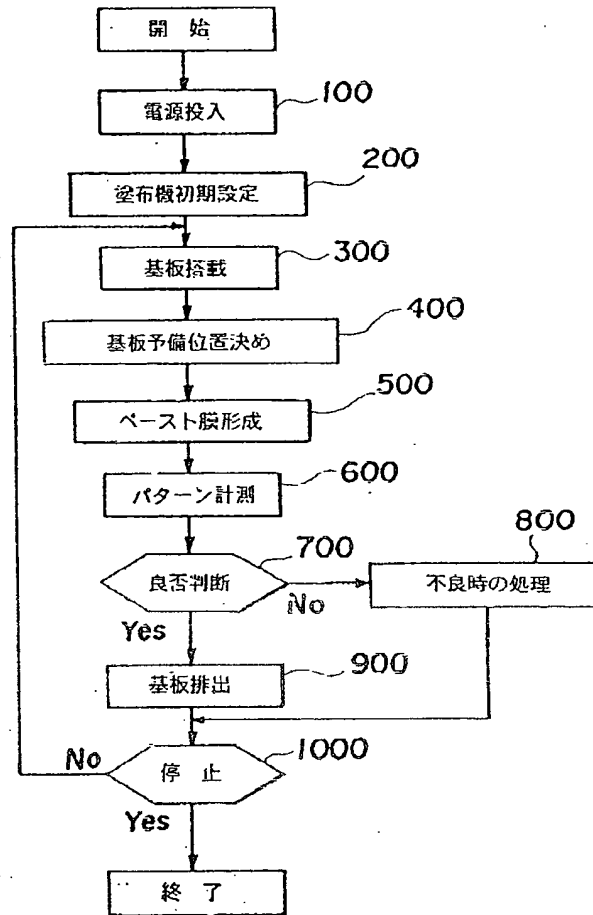 開始
電源投入
100
塗布機初期設定
200
基板搭載
300
基板予備位置決め
400
ペースト膜形成
500
パターン計測
600
良否判断
700
No
Yes
不良時の処理
800
基板排出
900
停止
1000
No
Yes
終了